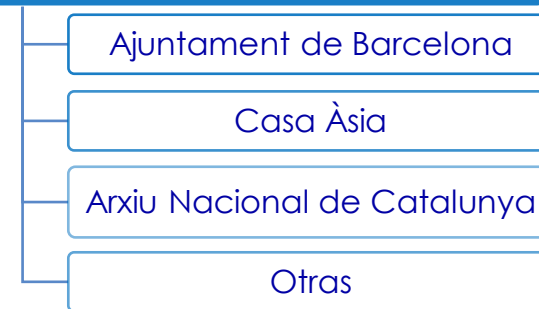 Ajuntament de Barcelona
Casa Àsia
Arxiu Nacional de Catalunya
Otras